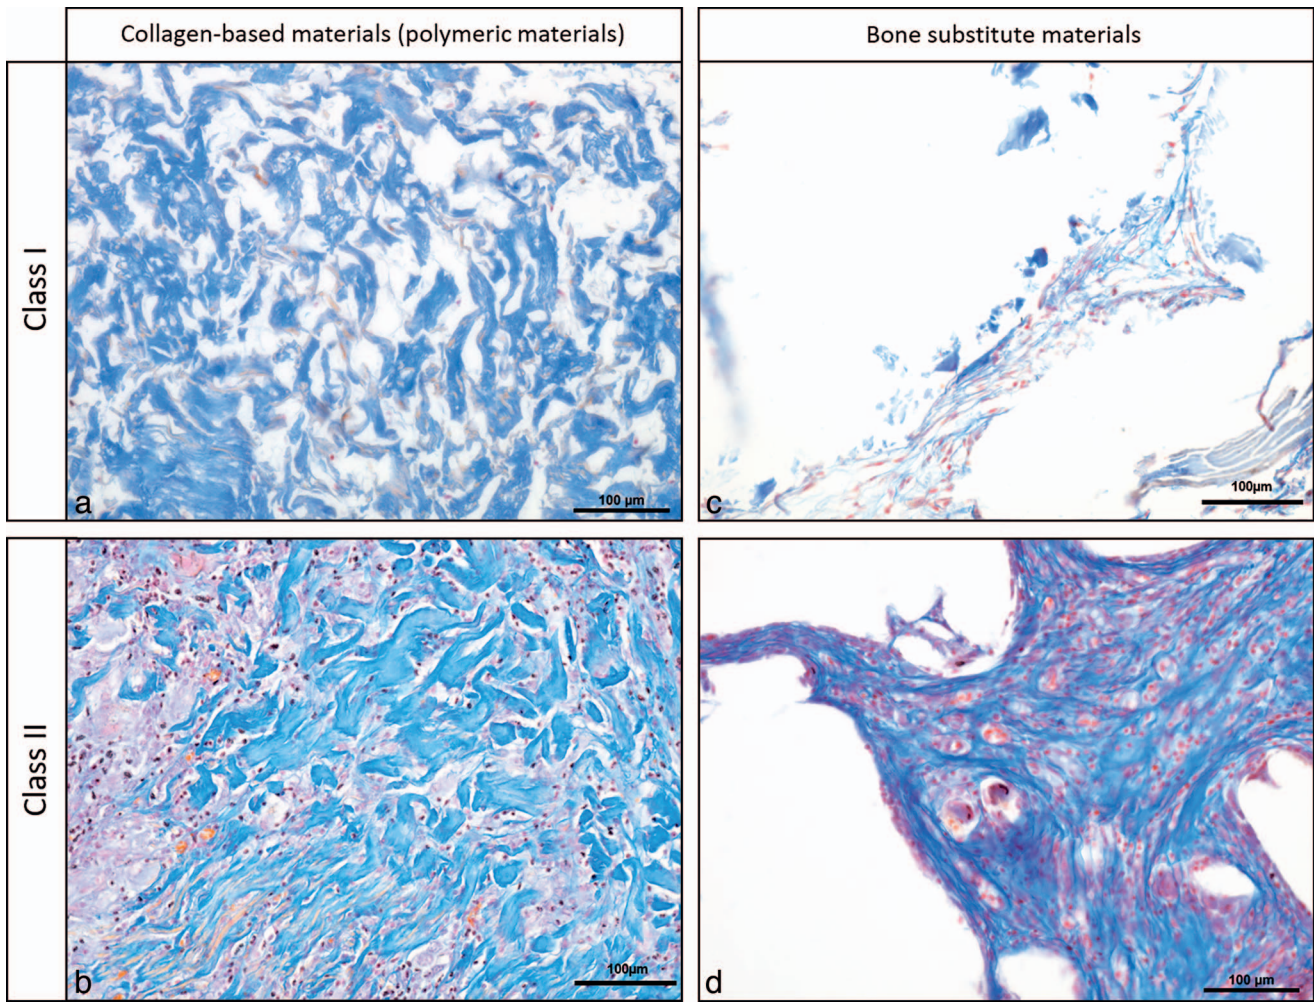 Collagen-based materials (polymeric materials)
Bone substitute materials
Class I
a
100 µm
c
100µm
Class II
b
100µm
d
100 µm